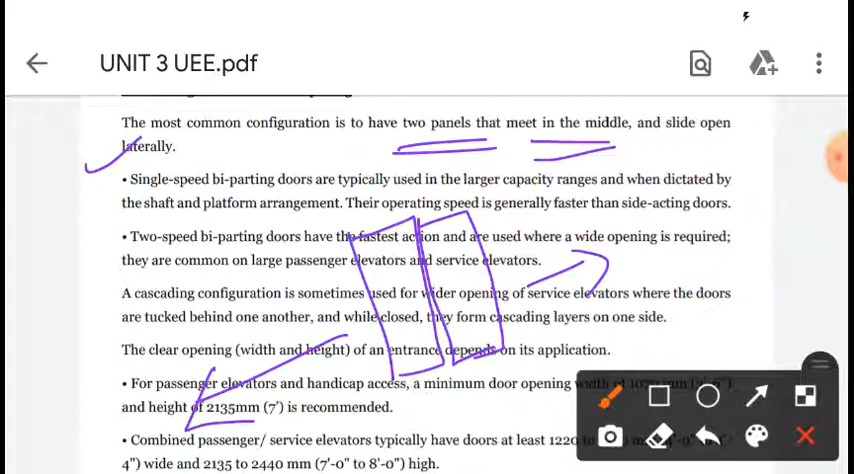 UNIT 3 UEE.pdf
The most common configuration is to have two panels that meet in the middle, and slide open
laterally.
• Single-speed bi-parting doors are typically used in the larger capacity ranges and when dictated by
the shaft and platform arrangement. Their operating speed is generally faster than side-acting doors.
• Two-speed bi-parting doors have the fastest action and are used where a wide opening is required;
they are common on large passenger elevators and service elevators.
A cascading configuration is sometimes used for wider opening of service elevators where the doors
are tucked behind one another, and while closed, they form cascading layers on one side.
The clear opening (width and height) of an entrance depends on its application.
• For passenger elevators and handicap access, a minimum door opening width of
and height of 2135mm (7') is recommended.
• Combined passenger/ service elevators typically have doors at least 1220
4") wide and 2135 to 2440 mm (7'-0" to 8'-0") high.